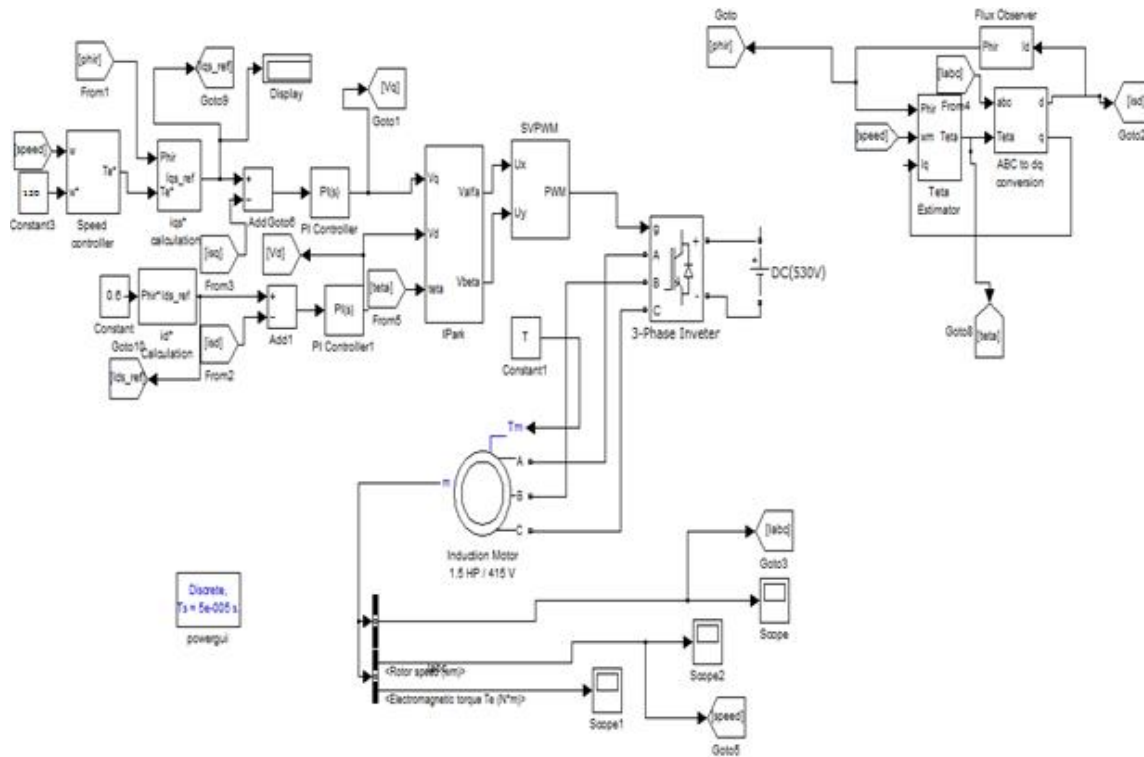 Goto
[phir]
Flux Observer
Phir
Id
[phir]
From1
[iqs_ref]
Goto9
Display
[Vq]
Goto1
[Iabc]
From4
[isd]
Goto2
Phir
wm
Iq
Teta
Teta
Estimator
abc
Teta
d
q
ABC to dq
conversion
[speed]
[speed]
120
Constant3
w
w*
Te*
Speed
controller
Phir
Te*
Iqs_ref
iqs*
calculation
Add
Goto6
PI(s)
PI Controller
Vq
Vd
teta
Valfa
Vbeta
IPark
SVPWM
Ux
Uy
PWM
[isq]
From3
[Vd]
[teta]
From5
0.6
Constant
Phir*
Ids_ref
id*
Calculation
Goto10
[ids_ref]
[isd]
From2
Add1
PI(s)
PI Controller1
g
A
B
C
+
-
3-Phase Inveter
DC(530V)
T
Constant1
Goto8
[teta]
Tm
m
A
B
C
Induction Motor
1.5 HP / 415 V
Discrete,
Ts = 5e-005 s.
powergui
[Iabc]
Goto3
Scope
<Rotor speed (wm)>
Scope2
<Electromagnetic torque Te (N*m)>
Scope1
[speed]
Goto5